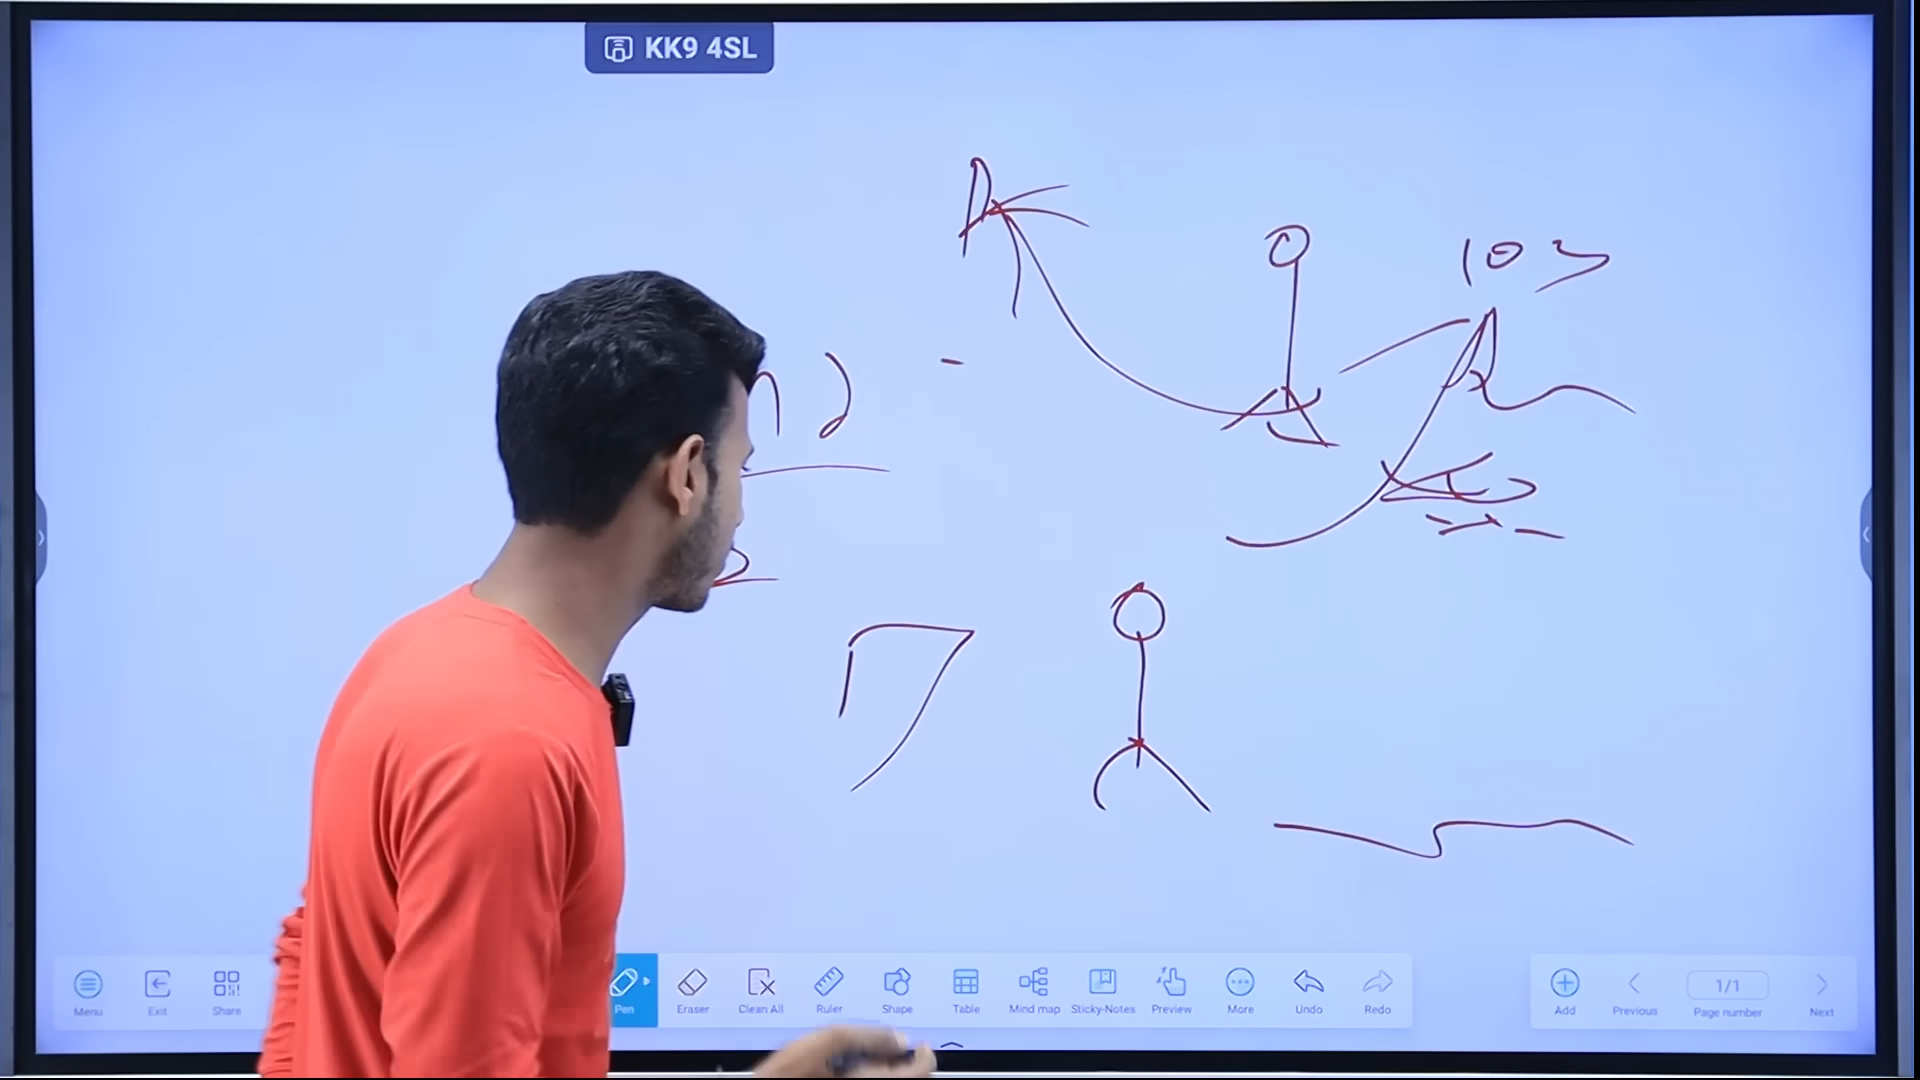 KK9 4SL
10
Menu
Exit
Share
Pen
Eraser
Clean All
Ruler
Shape
Table
Mind map
Sticky-Notes
Preview
More
Undo
Redo
Add
Previous
1/1
Page number
Next